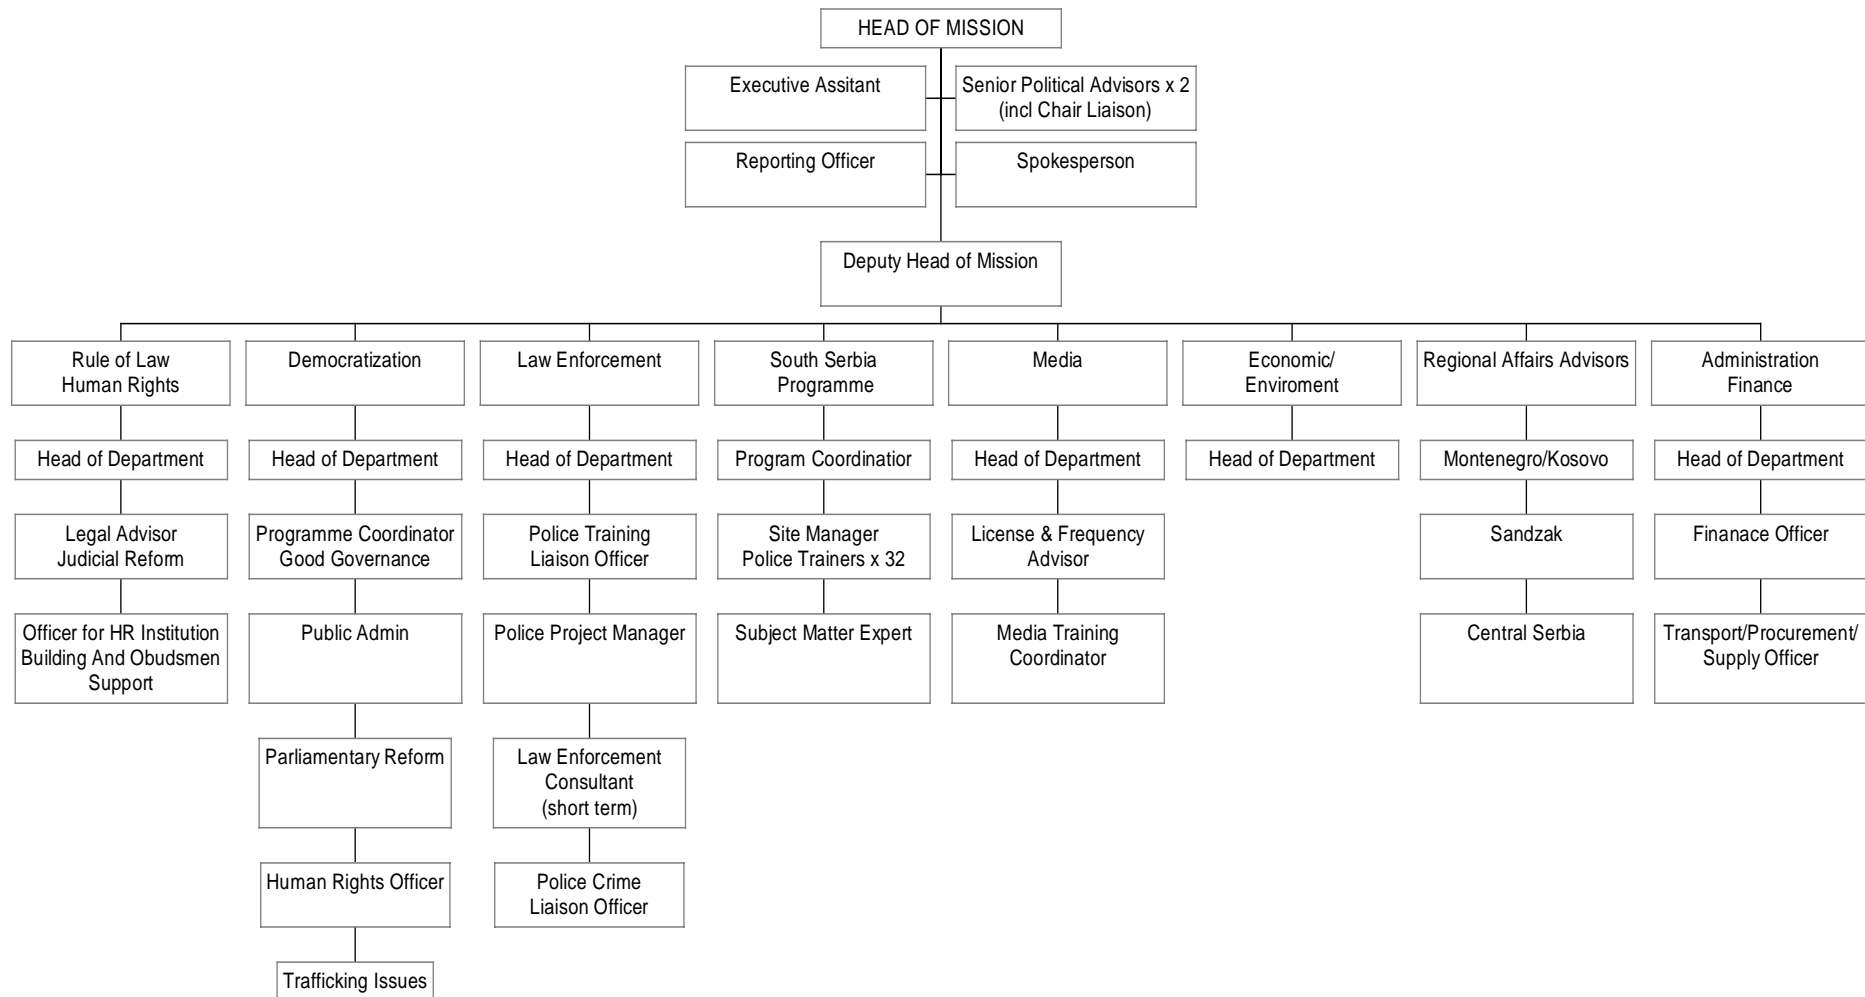 HEAD OF MISSION
Executive Assitant
Senior Political Advisors x 2
(incl Chair Liaison)
Reporting Officer
Spokesperson
Deputy Head of Mission
Rule of Law
Human Rights
Democratization
Law Enforcement
South Serbia
Programme
Media
Economic/
Enviroment
Regional Affairs Advisors
Administration
Finance
Head of Department
Head of Department
Head of Department
Program Coordinatior
Head of Department
Head of Department
Montenegro/Kosovo
Head of Department
Legal Advisor
Judicial Reform
Programme Coordinator
Good Governance
Police Training
Liaison Officer
Site Manager
Police Trainers x 32
License & Frequency
Advisor
Sandzak
Finanace Officer
Officer for HR Institution
Building And Obudsmen
Support
Public Admin
Police Project Manager
Subject Matter Expert
Media Training
Coordinator
Central Serbia
Transport/Procurement/
Supply Officer
Parliamentary Reform
Law Enforcement
Consultant
(short term)
Human Rights Officer
Police Crime
Liaison Officer
Trafficking Issues